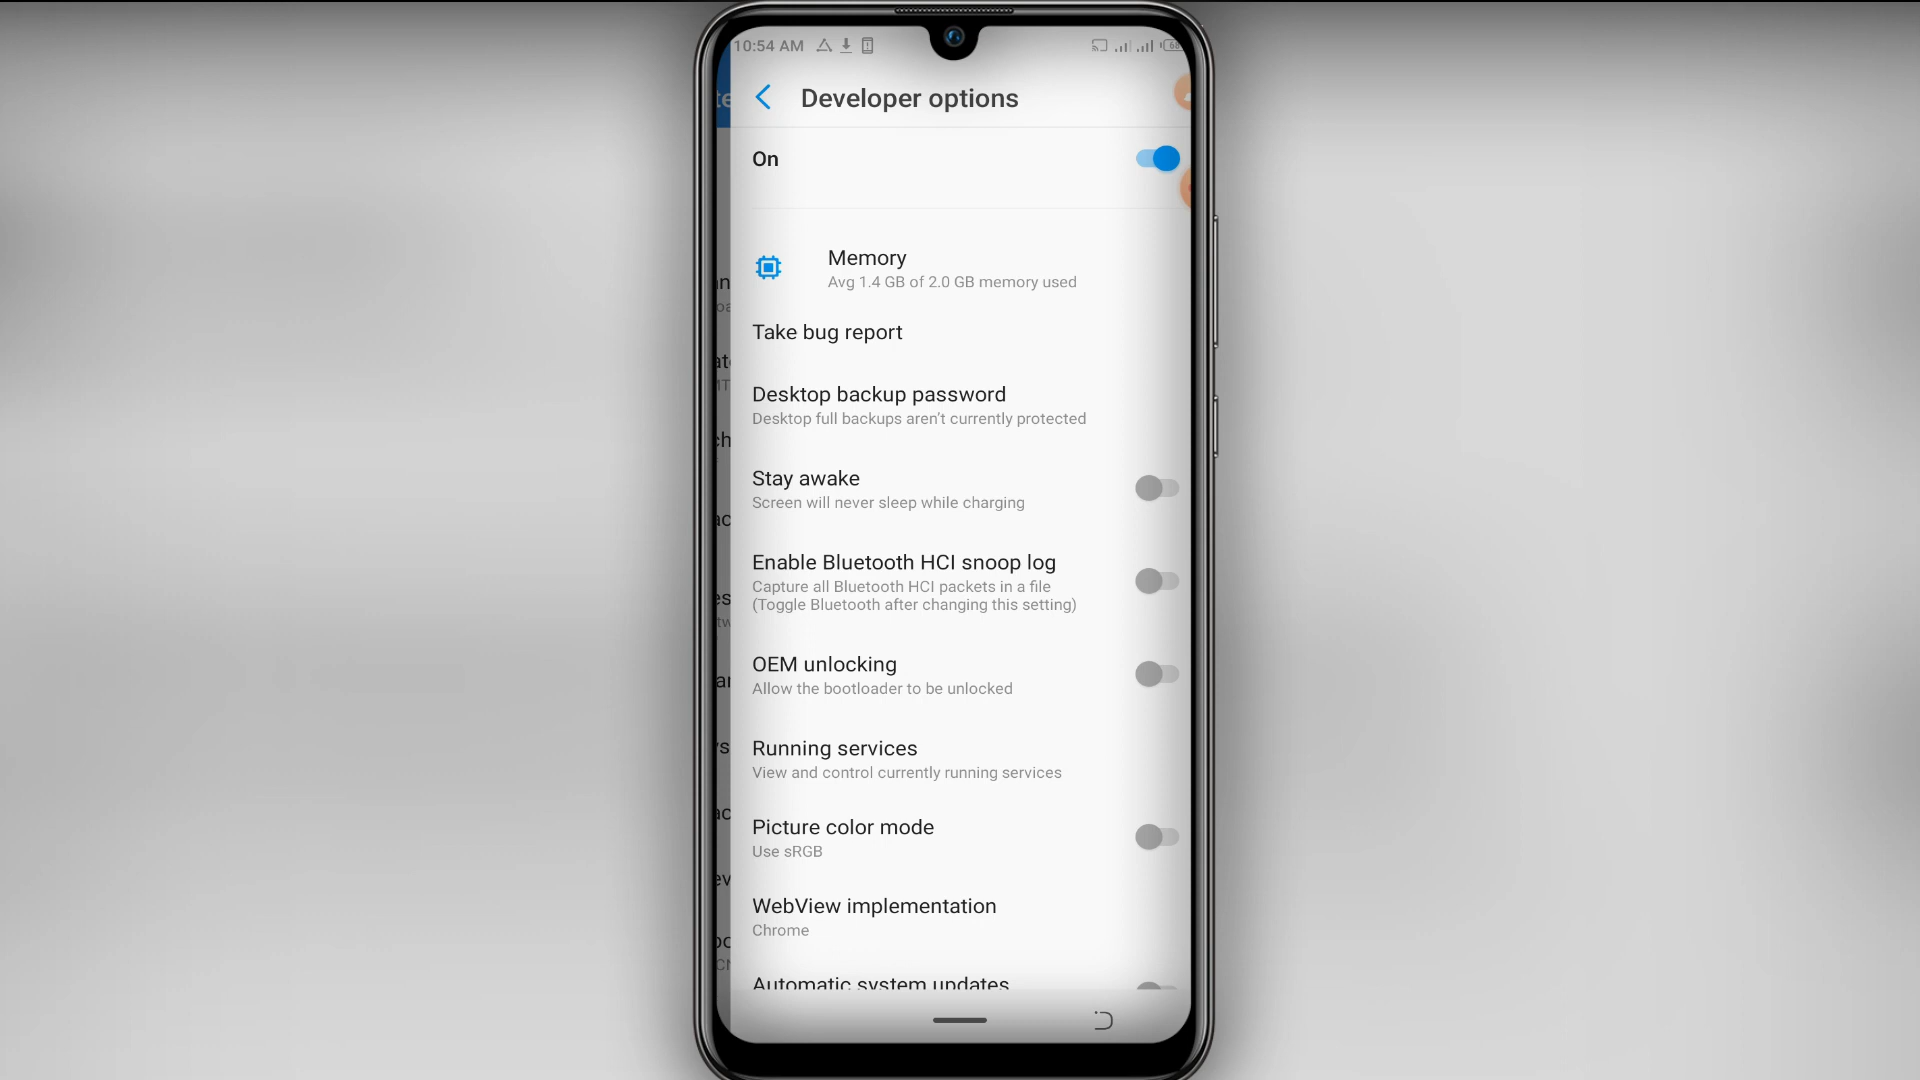 10:54 AM
Developer options
On
Memory
Avg 1.4 GB of 2.0 GB memory used
Take bug report
Desktop backup password
Desktop full backups aren't currently protected
Stay awake
Screen will never sleep while charging
Enable Bluetooth HCI snoop log
Capture all Bluetooth HCI packets in a file
(Toggle Bluetooth after changing this setting)
OEM unlocking
Allow the bootloader to be unlocked
Running services
View and control currently running services
Picture color mode
Use sRGB
WebView implementation
Chrome
Automatic system updates